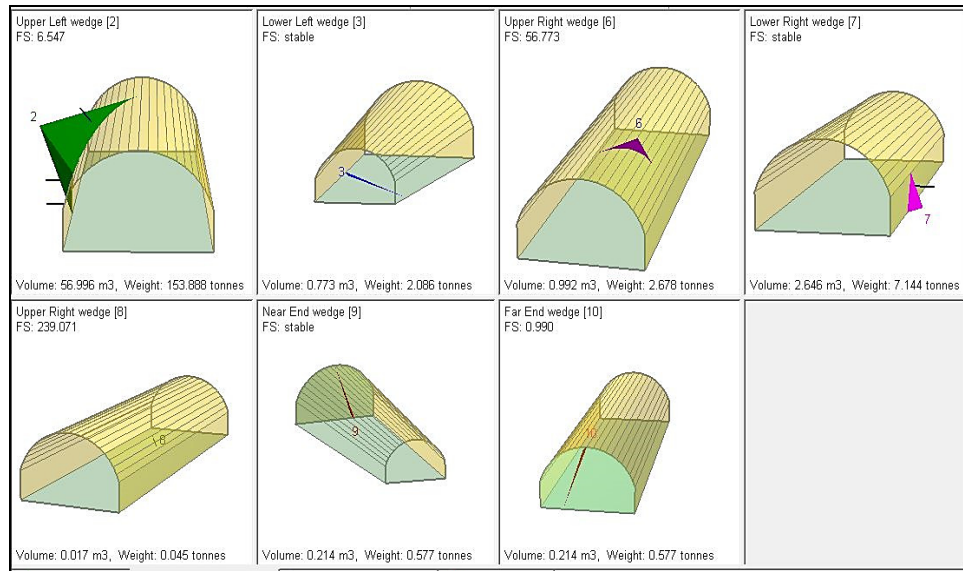 Upper Left wedge [2]
FS: 6.547
2
Volume: 56.996 m3, Weight: 153.888 tonnes
Lower Left wedge [3]
FS: stable
3
Volume: 0.773 m3, Weight: 2.086 tonnes
Upper Right wedge [6]
FS: 56.773
6
Volume: 0.992 m3, Weight: 2.678 tonnes
Lower Right wedge [7]
FS: stable
7
Volume: 2.646 m3, Weight: 7.144 tonnes
Upper Right wedge [8]
FS: 239.071
8
Volume: 0.017 m3, Weight: 0.045 tonnes
Near End wedge [9]
FS: stable
9
Volume: 0.214 m3, Weight: 0.577 tonnes
Far End wedge [10]
FS: 0.990
10
Volume: 0.214 m3, Weight: 0.577 tonnes